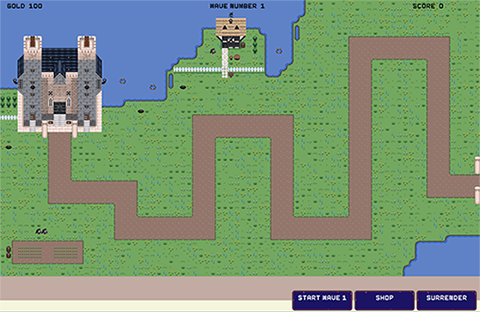 GOLD 100
WAVE NUMBER 1
SCORE 0
START WAVE 1
SHOP
SURRENDER